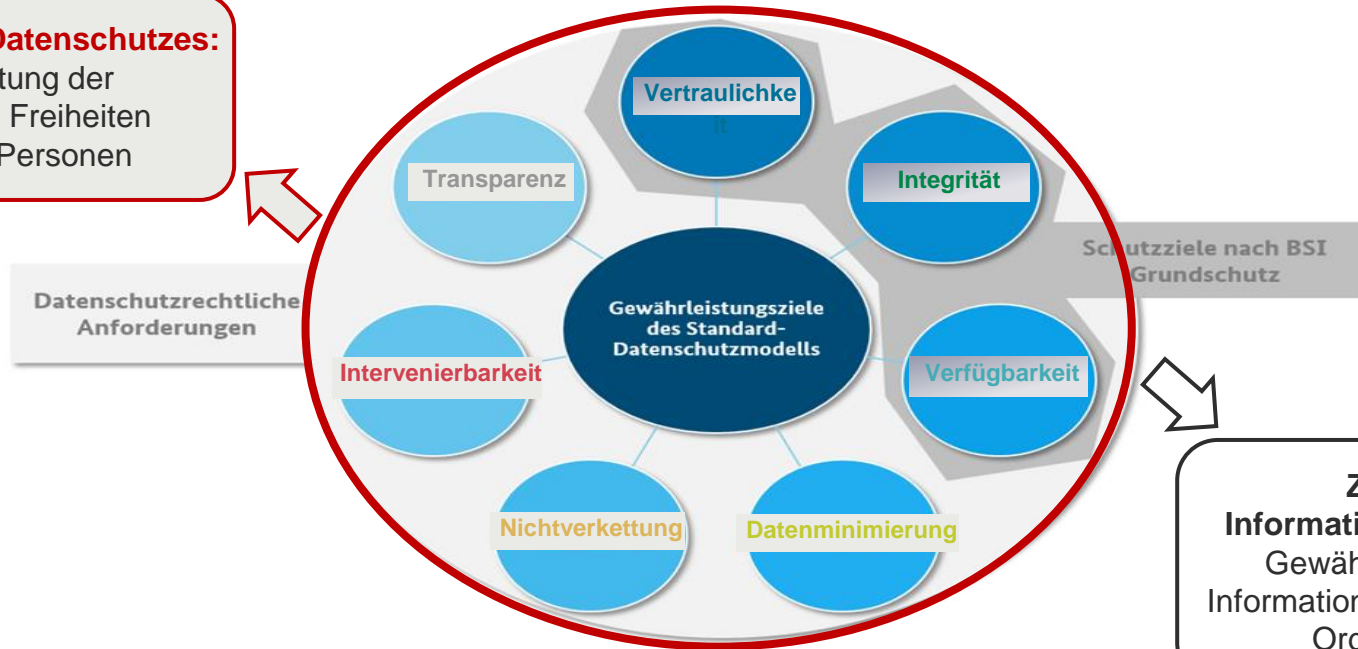 Datenschutzes:
tung der
Freiheiten
Personen
Vertraulichke
it
Transparenz
Integrität
Schutzziele nach BSI
Grundschutz
Datenschutzrechtliche
Anforderungen
Gewährleistungsziele
des Standard-
Datenschutzmodells
Intervenierbarkeit
Verfügbarkeit
Nichtverkettung
Datenminimierung
Z
Informati
Gewäh
Information
Orc